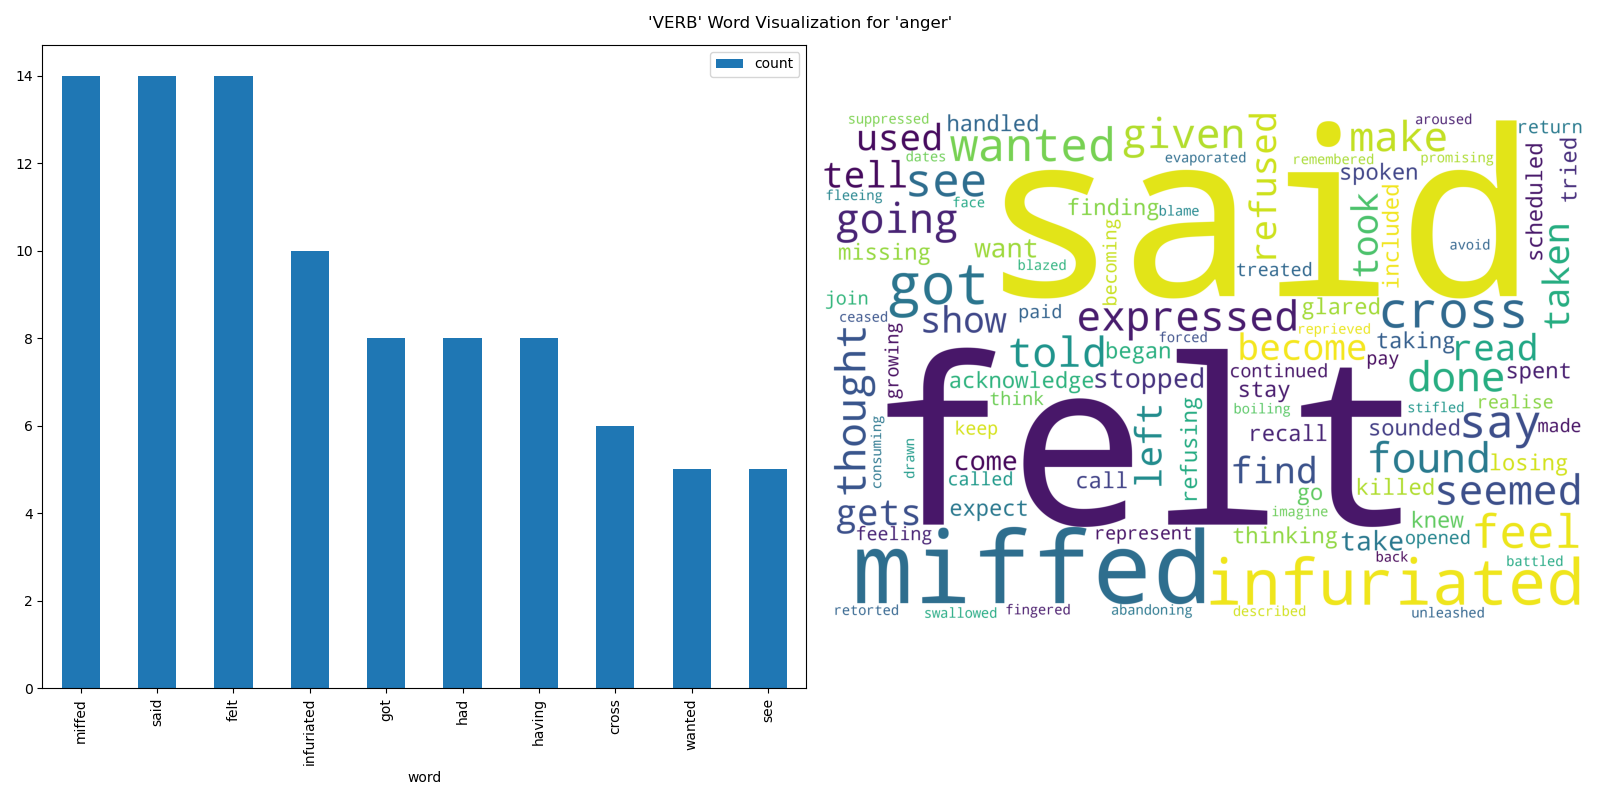 'VERB' Word Visualization for 'anger'
count
14
12
10
8
6
4
2
0
miffed
said
felt
infuriated
got
had
having
cross
wanted
see
word
suppressed
handled
used
wanted
given
refused
make
aroused
return
dates
evaporated
remembered
promising
tried
tell
see
said
spoken
scheduled
fleeing
face
finding
blame
took
included
going
missing
want
becoming
avoid
taken
blazed
treated
got
join
ceased
show
paid
expressed
glared
cross
reprieved
forced
growing
told
began
become
taking
read
thought
felt
acknowledge
stopped
continued
pay
done
spent
think
stay
boiling
stifled
realise
keep
left
refusing
recall
sounded
say
made
consuming
drawn
come
called
call
find
found
losing
go
killed
seemed
gets
expect
imagine
knew
feel
feeling
represent
thinking
take
opened
back
battled
miffed
infuriated
retorted
swallowed
fingered
abandoning
described
unleashed